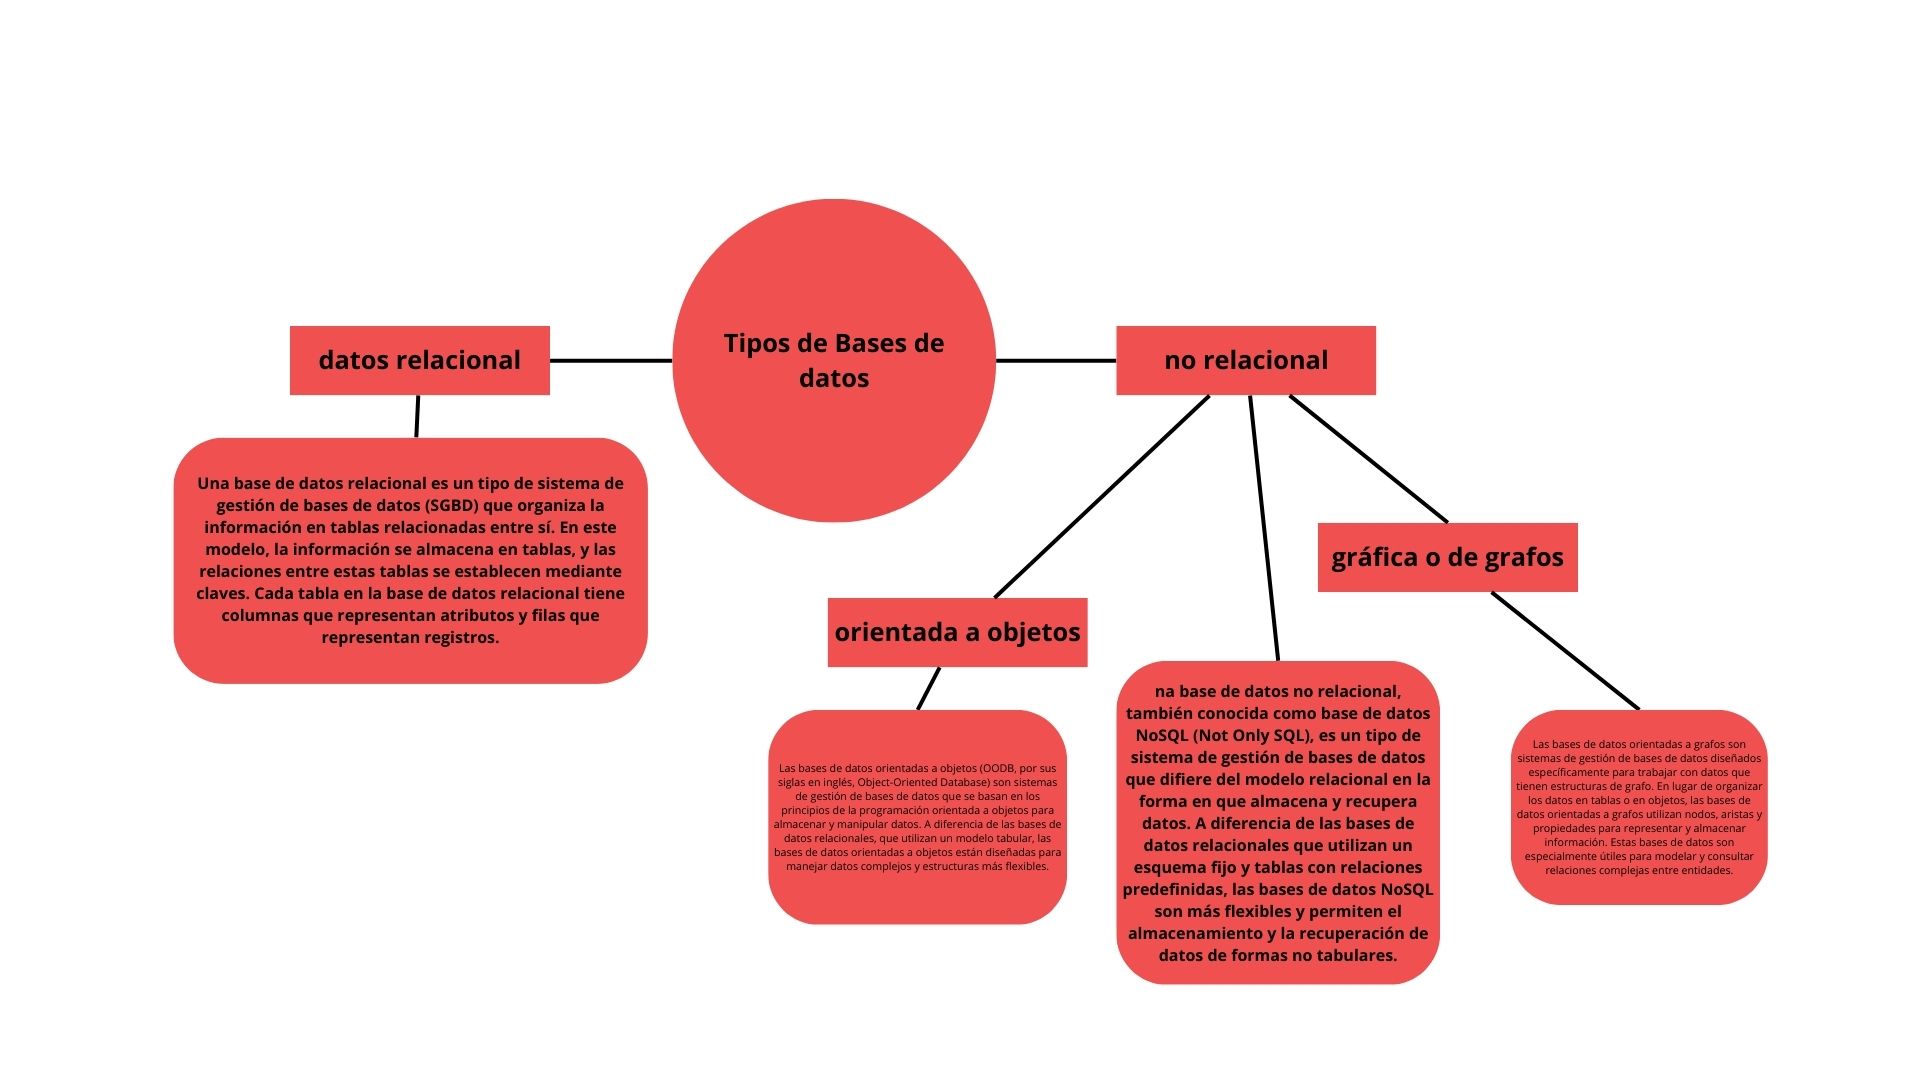 Tipos de Bases de
datos
datos relacional
Una base de datos relacional es un tipo de sistema de
gestión de bases de datos (SGBD) que organiza la
información en tablas relacionadas entre sí. En este
modelo, la información se almacena en tablas, y las
relaciones entre estas tablas se establecen mediante
claves. Cada tabla en la base de datos relacional tiene
columnas que representan atributos y filas que
representan registros.
no relacional
orientada a objetos
Las bases de datos orientadas a objetos (OODB, por sus
siglas en inglés, Object-Oriented Database) son sistemas
de gestión de bases de datos que se basan en los
principios de la programación orientada a objetos para
almacenar y manipular datos. A diferencia de las bases de
datos relacionales, que utilizan un modelo tabular, las
bases de datos orientadas a objetos están diseñadas para
manejar datos complejos y estructuras más flexibles.
na base de datos no relacional,
también conocida como base de datos
NoSQL (Not Only SQL), es un tipo de
sistema de gestión de bases de datos
que difiere del modelo relacional en la
forma en que almacena y recupera
datos. A diferencia de las bases de
datos relacionales que utilizan un
esquema fijo y tablas con relaciones
predefinidas, las bases de datos NoSQL
son más flexibles y permiten el
almacenamiento y la recuperación de
datos de formas no tabulares.
gráfica o de grafos
Las bases de datos orientadas a grafos son
sistemas de gestión de bases de datos diseñados
específicamente para trabajar con datos que
tienen estructuras de grafo. En lugar de organizar
los datos en tablas o en objetos, las bases de
datos orientadas a grafos utilizan nodos, aristas y
propiedades para representar y almacenar
información. Estas bases de datos son
especialmente útiles para modelar y consultar
relaciones complejas entre entidades.